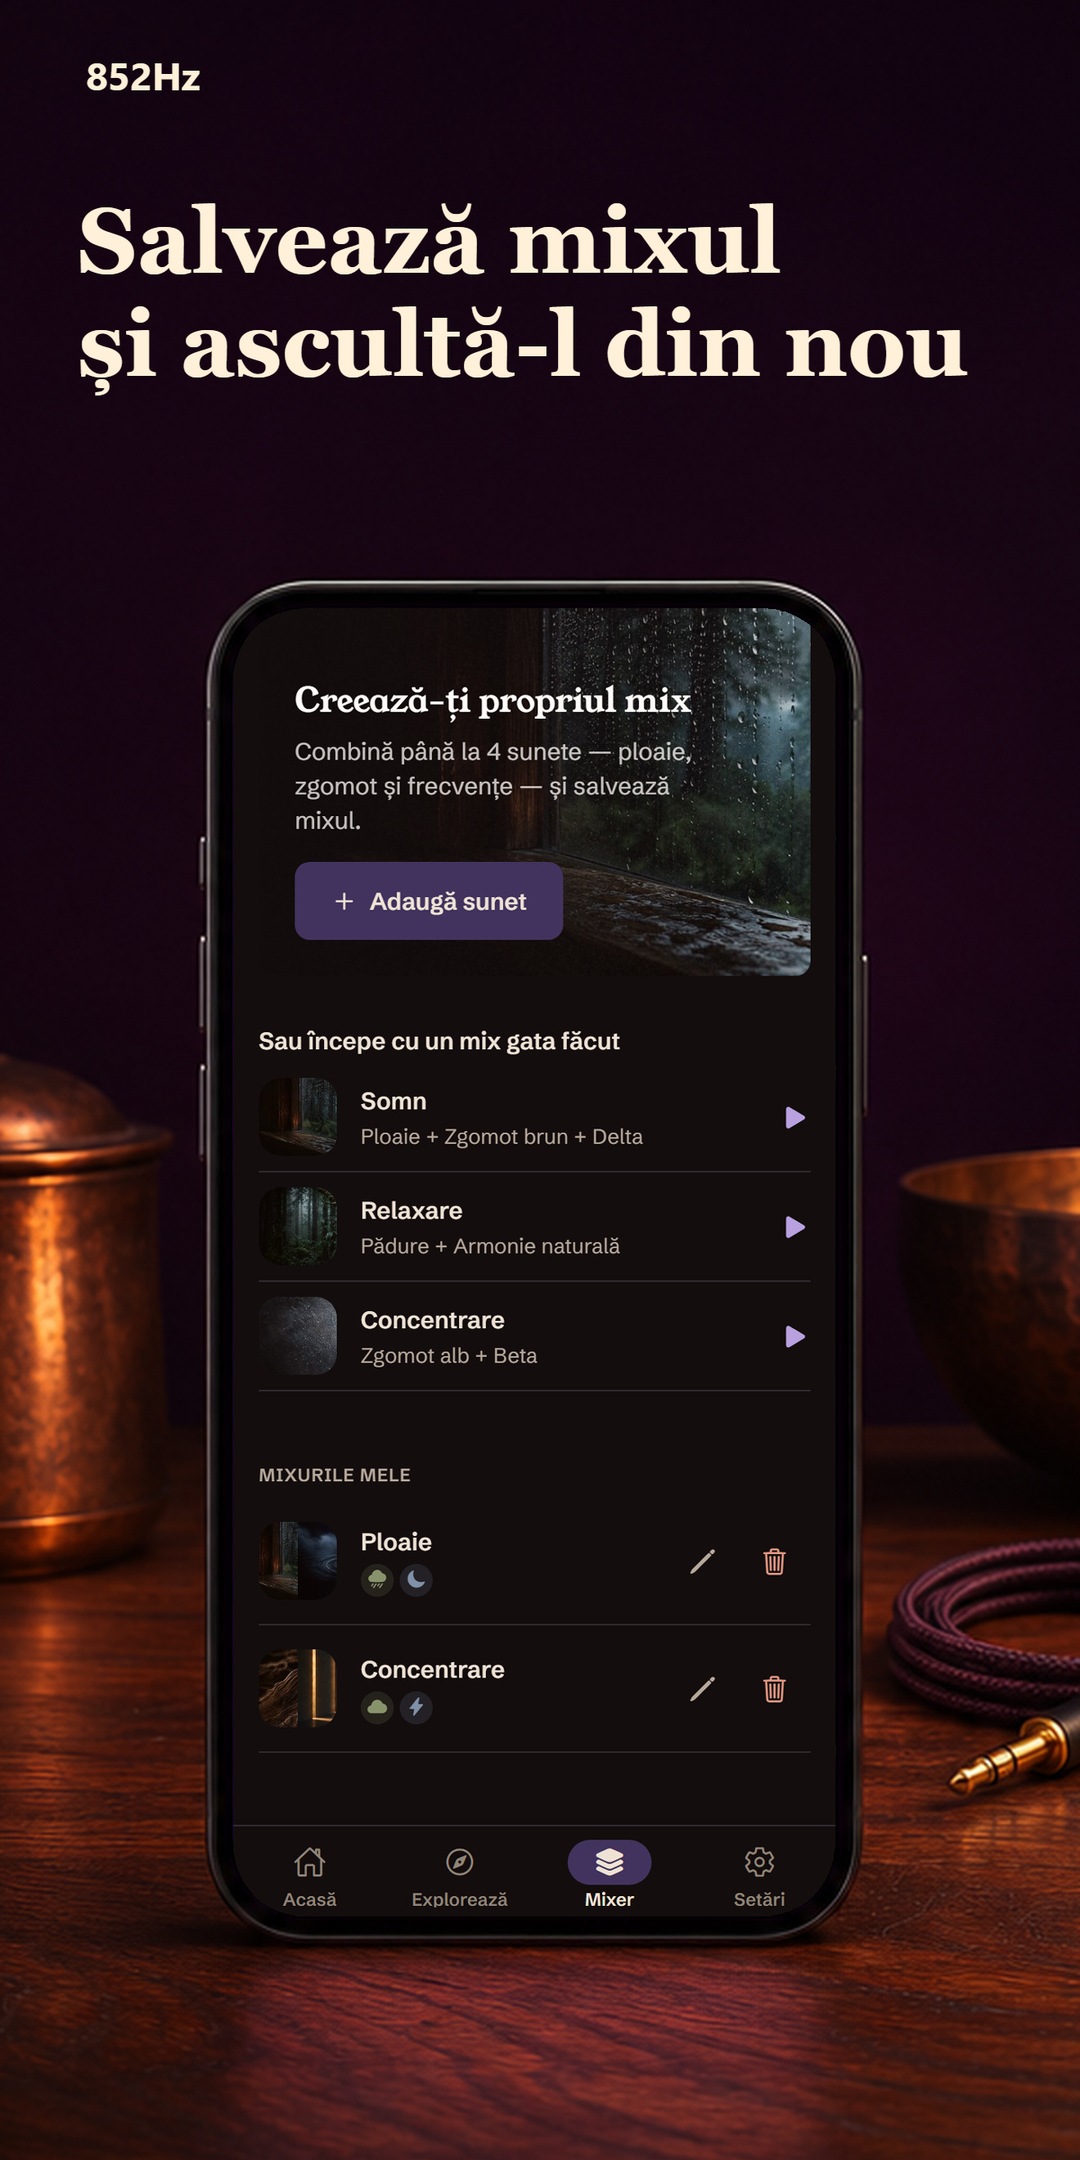 852Hz
Salvează mixul
și ascultă-l din nou
Creează-ți propriul mix
Combină până la 4 sunete — ploaie,
zgomot și frecvențe — și salvează
mixul.
Adaugă sunet
Sau începe cu un mix gata făcut
Somn
Ploaie + Zgomot brun + Delta
Relaxare
Pădure + Armonie naturală
Concentrare
Zgomot alb + Beta
MIXURILE MELE
Ploaie
Concentrare
Acasă
Explorează
Mixer
Setări